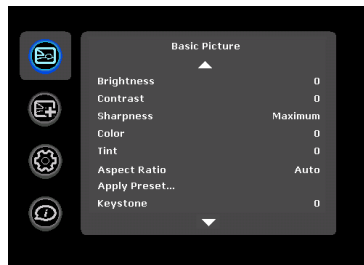 Basic Picture
Brightness 0
Contrast 0
Sharpness Maximum
Color 0
Tint 0
Aspect Ratio Auto
Apply Preset...
Keystone 0